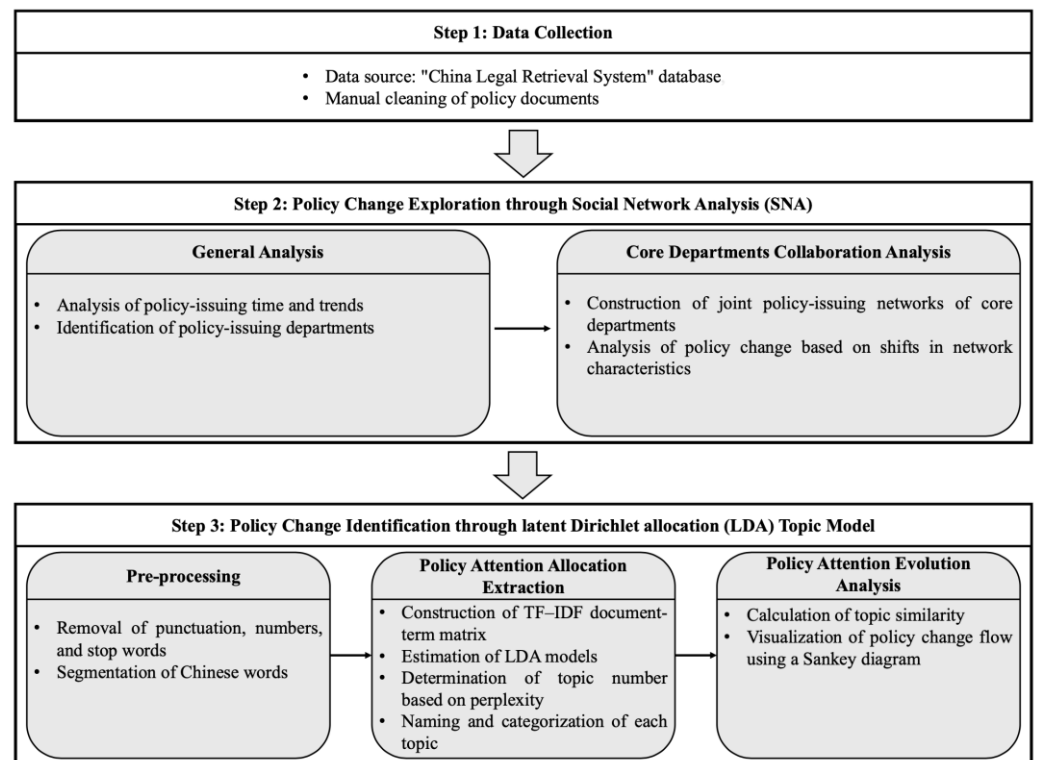 Step 1: Data Collection
• Data source: "China Legal Retrieval System" database
• Manual cleaning of policy documents
Step 2: Policy Change Exploration through Social Network Analysis (SNA)
General Analysis
• Analysis of policy-issuing time and trends
• Identification of policy-issuing departments
Core Departments Collaboration Analysis
• Construction of joint policy-issuing networks of core
departments
• Analysis of policy change based on shifts in network
characteristics
Step 3: Policy Change Identification through latent Dirichlet allocation (LDA) Topic Model
Pre-processing
• Removal of punctuation, numbers,
and stop words
• Segmentation of Chinese words
Policy Attention Allocation
Extraction
• Construction of TF–IDF document-
term matrix
• Estimation of LDA models
• Determination of topic number
based on perplexity
• Naming and categorization of each
topic
Policy Attention Evolution
Analysis
• Calculation of topic similarity
• Visualization of policy change flow
using a Sankey diagram